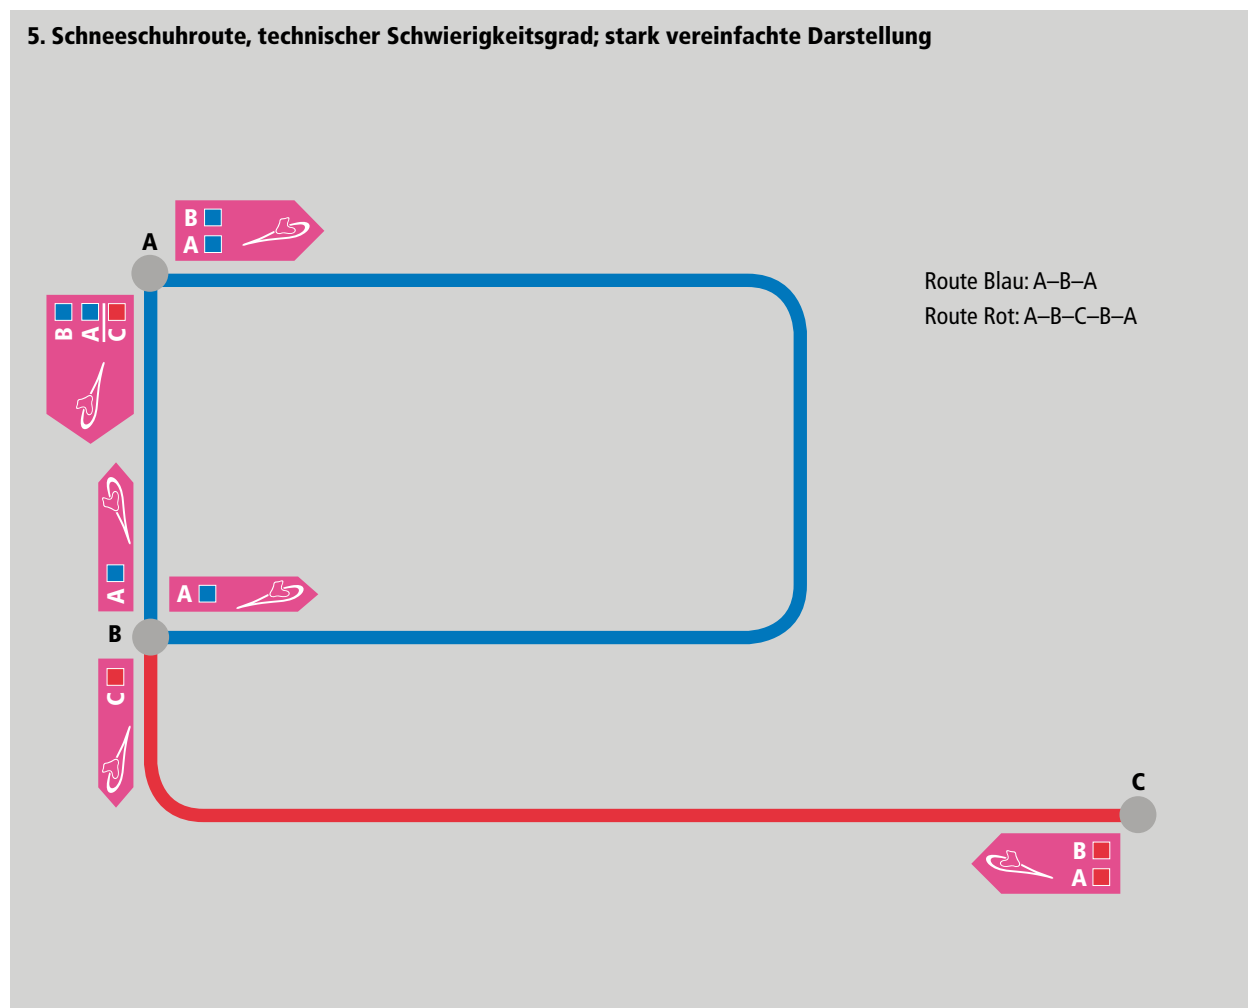 5. Schneeschuhroute, technischer Schwierigkeitsgrad; stark vereinfachte Darstellung
B
A
A
Route Blau: A–B–A
Route Rot: A–B–C–B–A
B
A
C
A
A
B
C
C
B
A